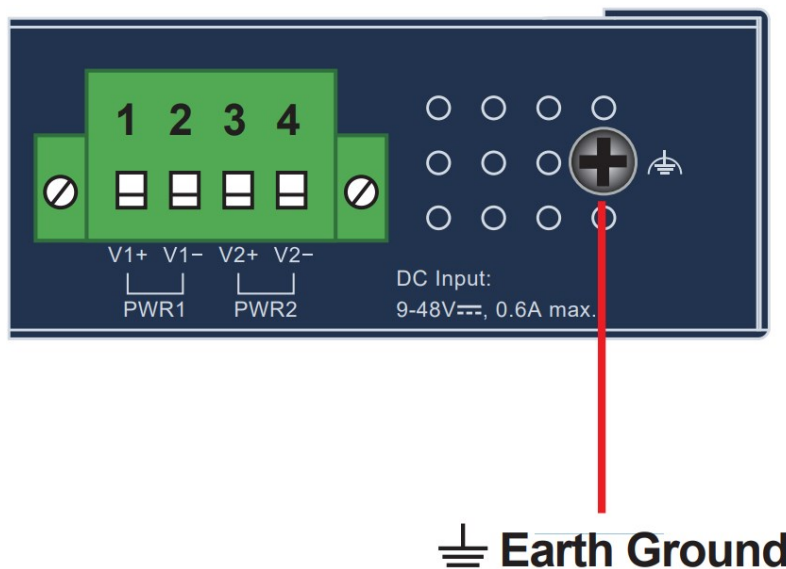 1 2 3 4
V1+ V1− V2+ V2−
PWR1 PWR2
DC Input:
9-48V⎓, 0.6A max.
Earth Ground